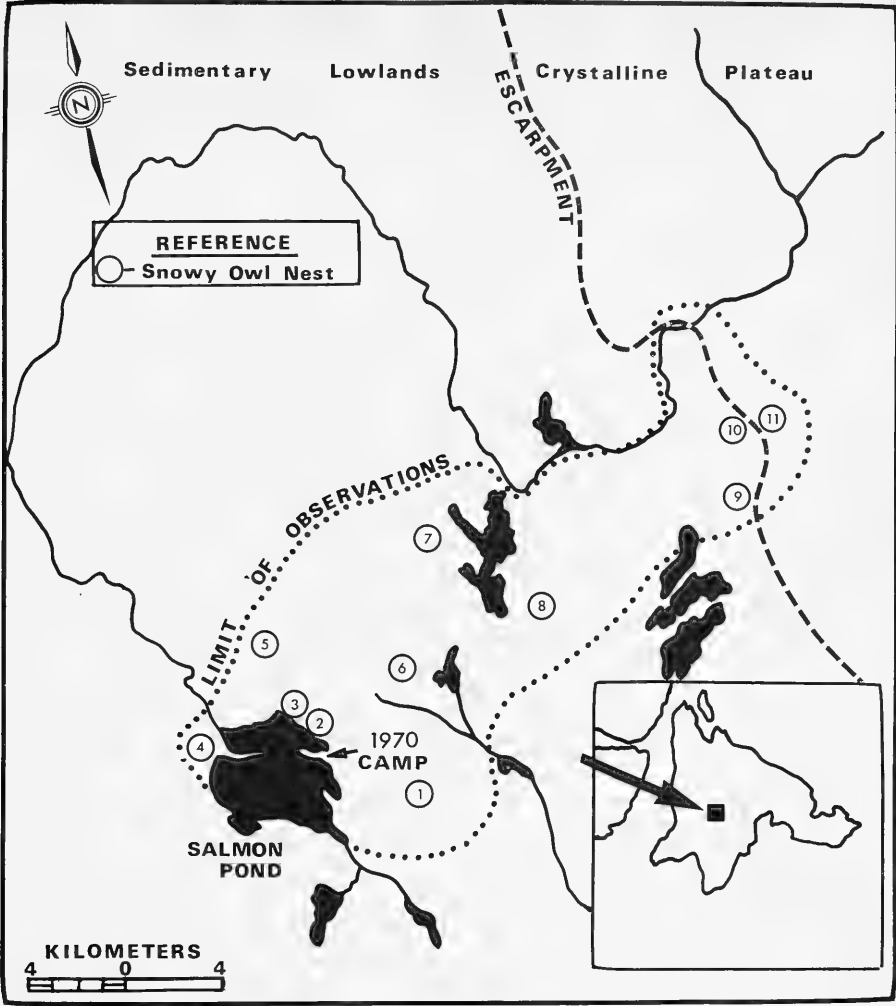 Sedimentary Lowlands Crystalline Plateau
N
ESCARPMENT
REFERENCE
Snowy Owl Nest
LIMIT OF OBSERVATIONS
11
10
9
7
8
5
6
3
2
4
1970
CAMP
1
SALMON
POND
KILOMETERS
4 0 4